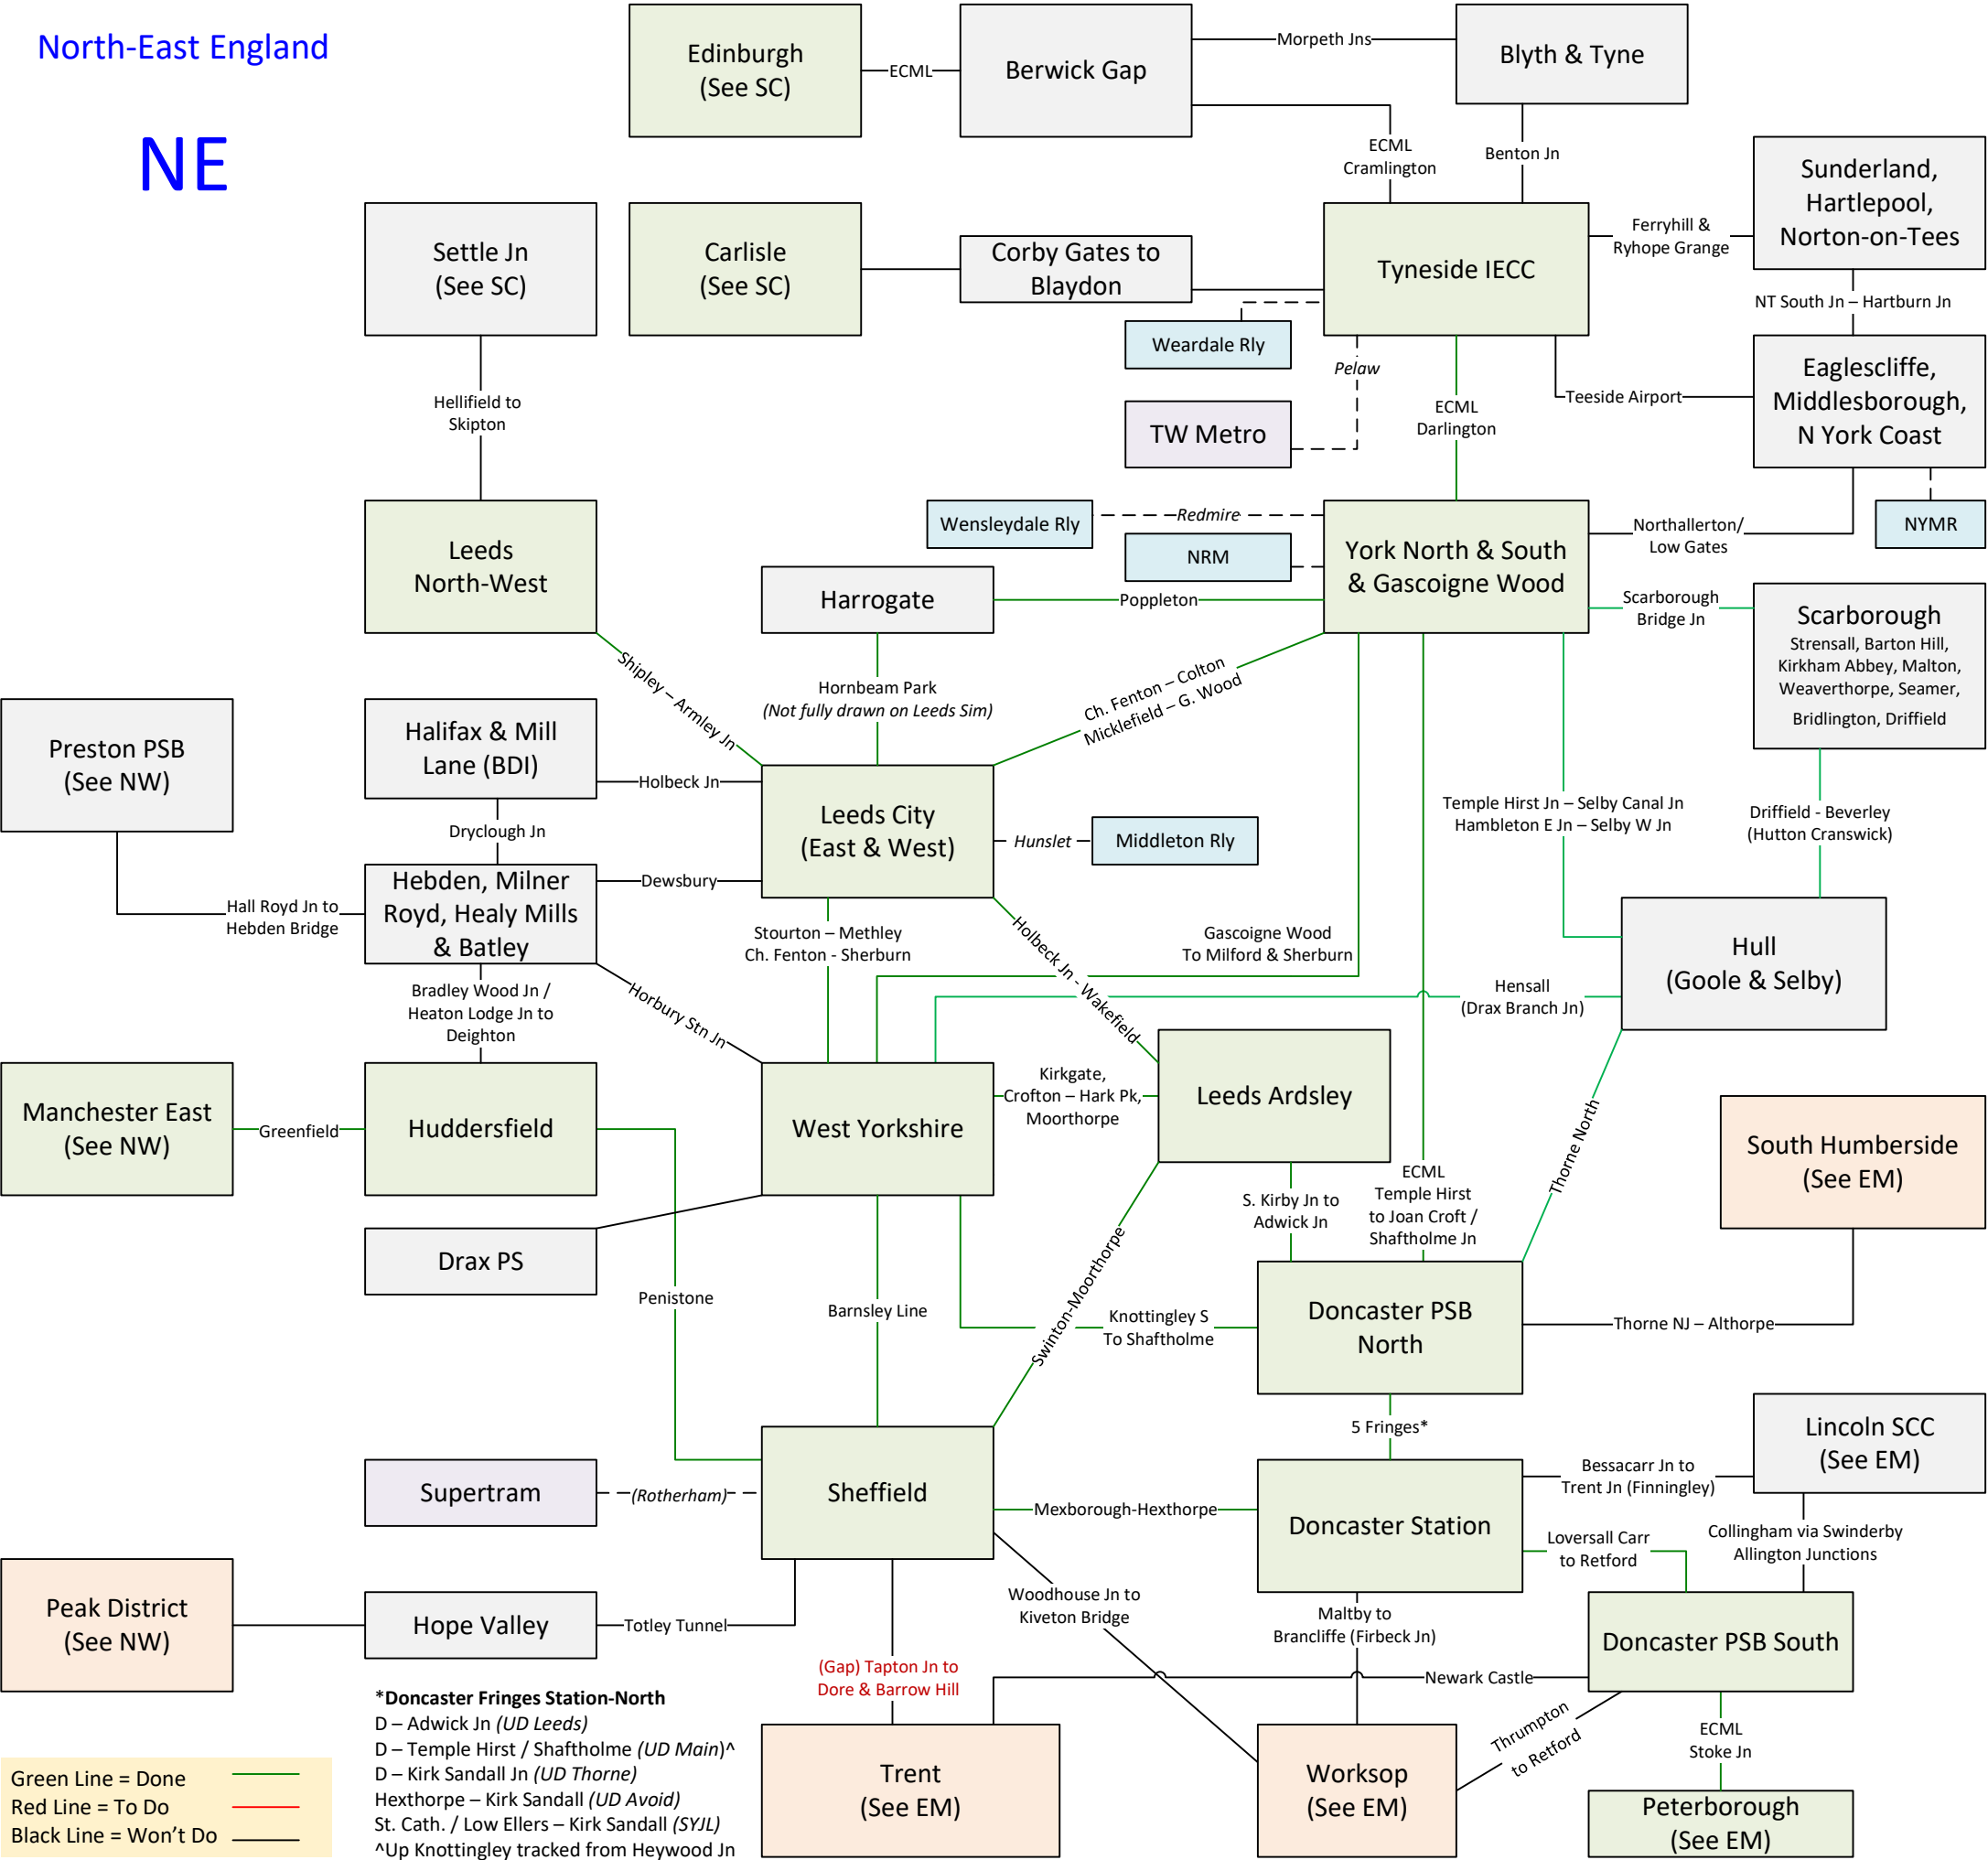 North-East England
NE
Edinburgh
(See SC)
ECML
Berwick Gap
Morpeth Jns
Blyth & Tyne
ECML
Cramlington
Benton Jn
Sunderland,
Hartlepool,
Norton-on-Tees
Settle Jn
(See SC)
Carlisle
(See SC)
Corby Gates to
Blaydon
Tyneside IECC
Ferryhill &
Ryhope Grange
NT South Jn – Hartburn Jn
Weardale Rly
Pelaw
TW Metro
ECML
Darlington
Teeside Airport
Eaglescliffe,
Middlesborough,
N York Coast
Hellifield to
Skipton
Leeds
North-West
Wensleydale Rly
Redmire
NRM
York North & South
& Gascoigne Wood
Northallerton/
Low Gates
NYMR
Harrogate
Poppleton
Scarborough
Bridge Jn
Scarborough
Strensall, Barton Hill,
Kirkham Abbey, Malton,
Weaverthorpe, Seamer,
Bridlington, Driffield
Shipley – Armley Jn
Hornbeam Park
(Not fully drawn on Leeds Sim)
Ch. Fenton – Colton
Micklefield – G. Wood
Preston PSB
(See NW)
Halifax & Mill
Lane (BDI)
Holbeck Jn
Leeds City
(East & West)
Hunslet
Middleton Rly
Temple Hirst Jn – Selby Canal Jn
Hambleton E Jn – Selby W Jn
Driffield - Beverley
(Hutton Cranswick)
Dryclough Jn
Hebden, Milner
Royd, Healy Mills
& Batley
Dewsbury
Hall Royd Jn to
Hebden Bridge
Stourton – Methley
Ch. Fenton - Sherburn
Holbeck Jn - Wakefield
Gascoigne Wood
To Milford & Sherburn
Hull
(Goole & Selby)
Bradley Wood Jn /
Heaton Lodge Jn to
Deighton
Horbury Stn Jn
Hensall
(Drax Branch Jn)
Manchester East
(See NW)
Greenfield
Huddersfield
West Yorkshire
Kirkgate,
Crofton – Hark Pk,
Moorthorpe
Leeds Ardsley
Thorne North
South Humberside
(See EM)
Drax PS
S. Kirby Jn to
Adwick Jn
ECML
Temple Hirst
to Joan Croft /
Shaftholme Jn
Penistone
Barnsley Line
Swinton-Moorthorpe
Knottingley S
To Shaftholme
Doncaster PSB
North
Thorne NJ – Althorpe
5 Fringes*
Lincoln SCC
(See EM)
Supertram
(Rotherham)
Sheffield
Mexborough-Hexthorpe
Doncaster Station
Bessacarr Jn to
Trent Jn (Finningley)
Loversall Carr
to Retford
Collingham via Swinderby
Allington Junctions
Peak District
(See NW)
Hope Valley
Totley Tunnel
Woodhouse Jn to
Kiveton Bridge
Maltby to
Brancliffe (Firbeck Jn)
Doncaster PSB South
(Gap) Tapton Jn to
Dore & Barrow Hill
Newark Castle
*Doncaster Fringes Station-North
D – Adwick Jn (UD Leeds)
D – Temple Hirst / Shaftholme (UD Main)^
D – Kirk Sandall Jn (UD Thorne)
Hexthorpe – Kirk Sandall (UD Avoid)
St. Cath. / Low Ellers – Kirk Sandall (SYJL)
^Up Knottingley tracked from Heywood Jn
Trent
(See EM)
Worksop
(See EM)
Thrumpton
to Retford
ECML
Stoke Jn
Peterborough
(See EM)
Green Line = Done
Red Line = To Do
Black Line = Won't Do